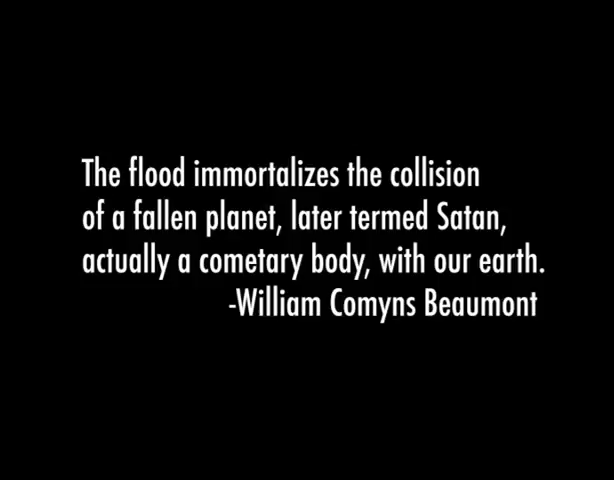 The flood immortalizes the collision
of a fallen planet, later termed Satan,
actually a cometary body, with our earth.
-William Comyns Beaumont